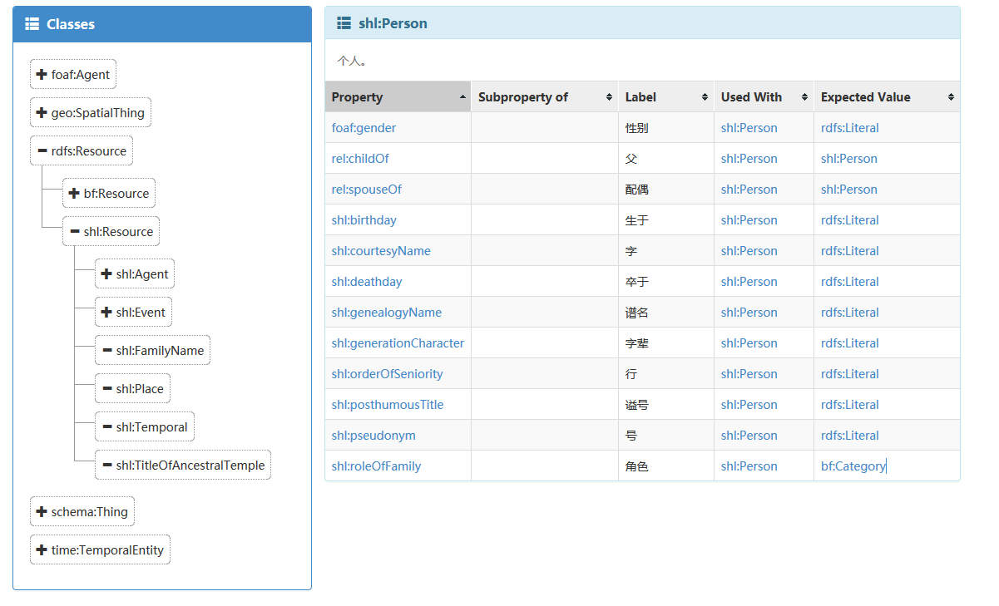 Classes
foaf:Agent
geo:SpatialThing
rdfs:Resource
bf:Resource
shl:Resource
shl:Agent
shl:Event
shl:FamilyName
shl:Place
shl:Temporal
shl:TitleOfAncestralTemple
schema:Thing
time:TemporalEntity
shl:Person
个人。
Property Subproperty of Label Used With Expected Value
foaf:gender 性别 shl:Person rdfs:Literal
rel:childOf 父 shl:Person shl:Person
rel:spouseOf 配偶 shl:Person shl:Person
shl:birthday 生于 shl:Person rdfs:Literal
shl:courtesyName 字 shl:Person rdfs:Literal
shl:deathday 卒于 shl:Person rdfs:Literal
shl:genealogyName 谱名 shl:Person rdfs:Literal
shl:generationCharacter 字辈 shl:Person rdfs:Literal
shl:orderOfSeniority 行 shl:Person rdfs:Literal
shl:posthumousTitle 谥号 shl:Person rdfs:Literal
shl:pseudonym 号 shl:Person rdfs:Literal
shl:roleOfFamily 角色 shl:Person bf:Category